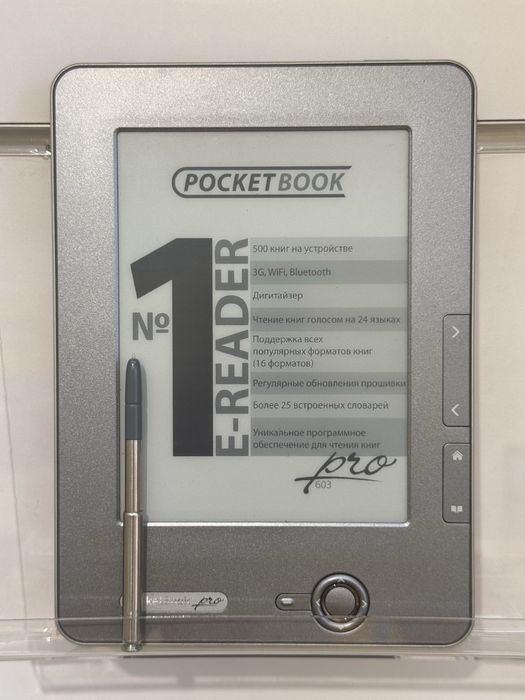 POCKETBOOK
№1
E-READER
500 книг на устройстве
3G, WiFi, Bluetooth
Дигитайзер
Чтение книг голосом на 24 языках
Поддержка всех
популярных форматов книг
(16 форматов)
Регулярные обновления прошивки
Более 25 встроенных словарей
Уникальное программное
обеспечение для чтения книг
pro
603
pro